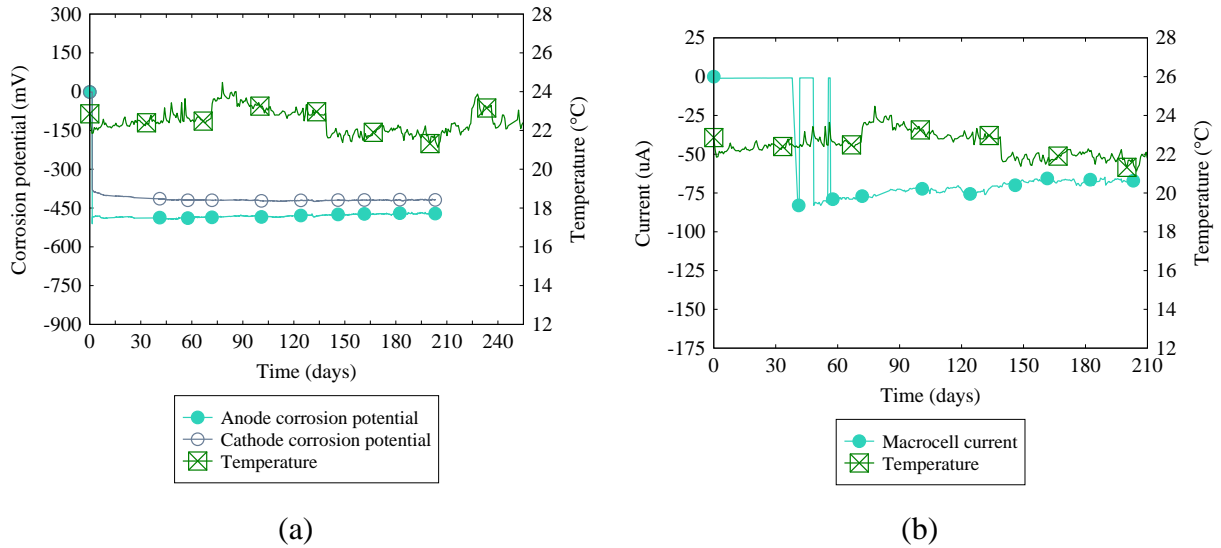 300
150
0
-150
-300
-450
-600
-750
-900
Corrosion potential (mV)
28
26
24
22
20
18
16
14
12
Temperature (°C)
0 30 60 90 120 150 180 210 240
Time (days)
Anode corrosion potential
Cathode corrosion potential
Temperature
(a)
25
0
-25
-50
-75
-100
-125
-150
-175
Current (uA)
28
26
24
22
20
18
16
14
12
Temperature (°C)
0 30 60 90 120 150 180 210
Time (days)
Macrocell current
Temperature
(b)